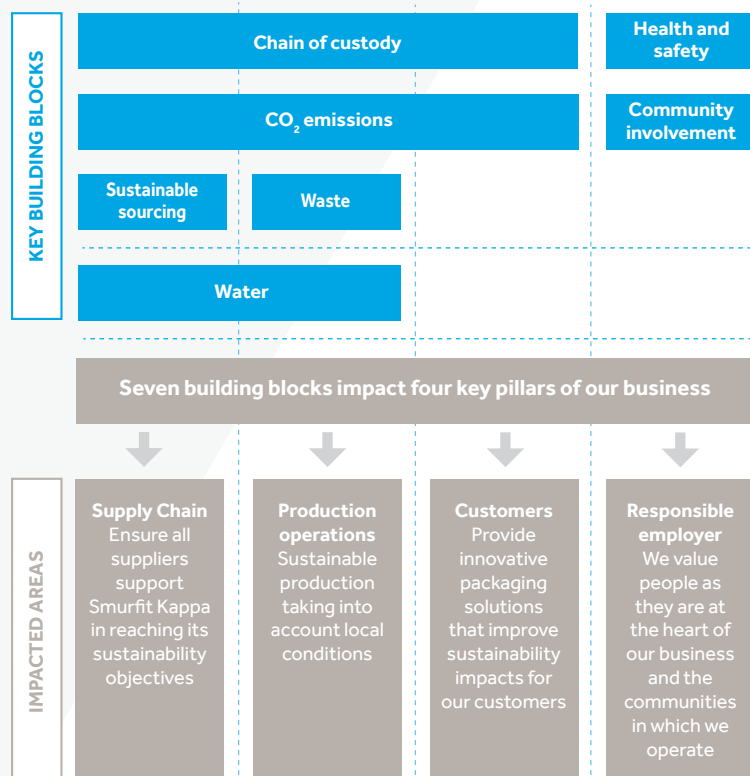 KEY BUILDING BLOCKS
Chain of custody
Health and
safety
CO₂ emissions
Community
involvement
Sustainable
sourcing
Waste
Water
Seven building blocks impact four key pillars of our business
IMPACTED AREAS
Supply Chain
Ensure all
suppliers
support
Smurfit Kappa
in reaching its
sustainability
objectives
Production
operations
Sustainable
production
taking into
account local
conditions
Customers
Provide
innovative
packaging
solutions
that improve
sustainability
impacts for
our customers
Responsible
employer
We value
people as
they are at
the heart of
our business
and the
communities
in which we
operate